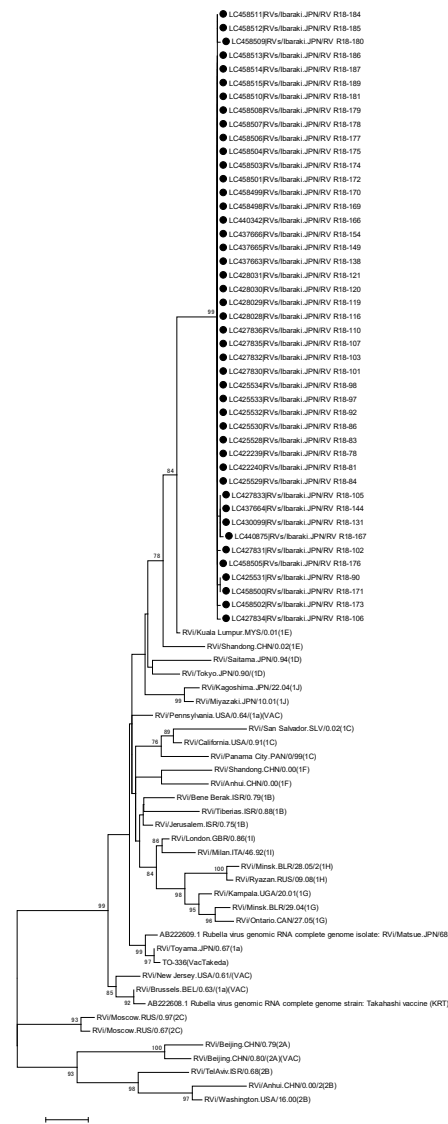 LC458511|RVs/Ibaraki.JPN/RV R18-184
LC458512|RVs/Ibaraki.JPN/RV R18-185
LC458509|RVs/Ibaraki.JPN/RV R18-180
LC458513|RVs/Ibaraki.JPN/RV R18-186
LC458514|RVs/Ibaraki.JPN/RV R18-187
LC458515|RVs/Ibaraki.JPN/RV R18-189
LC458510|RVs/Ibaraki.JPN/RV R18-181
LC458508|RVs/Ibaraki.JPN/RV R18-179
LC458507|RVs/Ibaraki.JPN/RV R18-178
LC458506|RVs/Ibaraki.JPN/RV R18-177
LC458504|RVs/Ibaraki.JPN/RV R18-175
LC458503|RVs/Ibaraki.JPN/RV R18-174
LC458501|RVs/Ibaraki.JPN/RV R18-172
LC458499|RVs/Ibaraki.JPN/RV R18-170
LC458498|RVs/Ibaraki.JPN/RV R18-169
LC440342|RVs/Ibaraki.JPN/RV R18-166
LC437666|RVs/Ibaraki.JPN/RV R18-154
LC437665|RVs/Ibaraki.JPN/RV R18-149
LC437663|RVs/Ibaraki.JPN/RV R18-138
LC428031|RVs/Ibaraki.JPN/RV R18-121
LC428030|RVs/Ibaraki.JPN/RV R18-120
LC428029|RVs/Ibaraki.JPN/RV R18-119
99 LC428028|RVs/Ibaraki.JPN/RV R18-116
LC427836|RVs/Ibaraki.JPN/RV R18-110
LC427835|RVs/Ibaraki.JPN/RV R18-107
LC427832|RVs/Ibaraki.JPN/RV R18-103
LC427830|RVs/Ibaraki.JPN/RV R18-101
LC425534|RVs/Ibaraki.JPN/RV R18-98
LC425533|RVs/Ibaraki.JPN/RV R18-97
LC425532|RVs/Ibaraki.JPN/RV R18-92
LC425530|RVs/Ibaraki.JPN/RV R18-86
LC425528|RVs/Ibaraki.JPN/RV R18-83
LC422239|RVs/Ibaraki.JPN/RV R18-78
84 LC422240|RVs/Ibaraki.JPN/RV R18-81
LC425529|RVs/Ibaraki.JPN/RV R18-84
LC427833|RVs/Ibaraki.JPN/RV R18-105
LC437664|RVs/Ibaraki.JPN/RV R18-144
LC430099|RVs/Ibaraki.JPN/RV R18-131
LC440875|RVs/Ibaraki.JPN/RV R18-167
78 LC427831|RVs/Ibaraki.JPN/RV R18-102
LC458505|RVs/Ibaraki.JPN/RV R18-176
LC425531|RVs/Ibaraki.JPN/RV R18-90
LC458500|RVs/Ibaraki.JPN/RV R18-171
LC458502|RVs/Ibaraki.JPN/RV R18-173
LC427834|RVs/Ibaraki.JPN/RV R18-106
RVi/Kuala Lumpur.MYS/0.01(1E)
RVi/Shandong.CHN/0.02(1E)
RVi/Saitama.JPN/0.94(1D)
RVi/Tokyo.JPN/0.90/(1D)
RVi/Kagoshima.JPN/22.04(1J)
99 RVi/Miyazaki.JPN/10.01(1J)
RVi/Pennsylvania.USA/0.64/(1a)(VAC)
89 RVi/San Salvador.SLV/0.02(1C)
76 RVi/California.USA/0.91(1C)
RVi/Panama City.PAN/0/99(1C)
RVi/Shandong.CHN/0.00(1F)
RVi/Anhui.CHN/0.00(1F)
RVi/Bene Berak.ISR/0.79(1B)
RVi/Tiberias.ISR/0.88(1B)
RVi/Jerusalem.ISR/0.75(1B)
86 RVi/London.GBR/0.86(1I)
RVi/Milan.ITA/46.92(1I)
84 100 RVi/Minsk.BLR/28.05/2(1H)
RVi/Ryazan.RUS/09.08(1H)
98 RVi/Kampala.UGA/20.01(1G)
95 RVi/Minsk.BLR/29.04(1G)
99 96 RVi/Ontario.CAN/27.05(1G)
AB222609.1 Rubella virus genomic RNA complete genome isolate: RVi/Matsue.JPN/68
99 RVi/Toyama.JPN/0.67(1a)
97 TO-336(VacTakeda)
RVi/New Jersey.USA/0.61/(VAC)
85 RVi/Brussels.BEL/0.63/(1a)(VAC)
92 AB222608.1 Rubella virus genomic RNA complete genome strain: Takahashi vaccine (KRT)
93 RVi/Moscow.RUS/0.97(2C)
RVi/Moscow.RUS/0.67(2C)
100 RVi/Beijing.CHN/0.79(2A)
RVi/Beijing.CHN/0.80/(2A)(VAC)
93 RVi/TelAviv.ISR/0.68(2B)
98 RVi/Anhui.CHN/0.00/2(2B)
97 RVi/Washington.USA/16.00(2B)